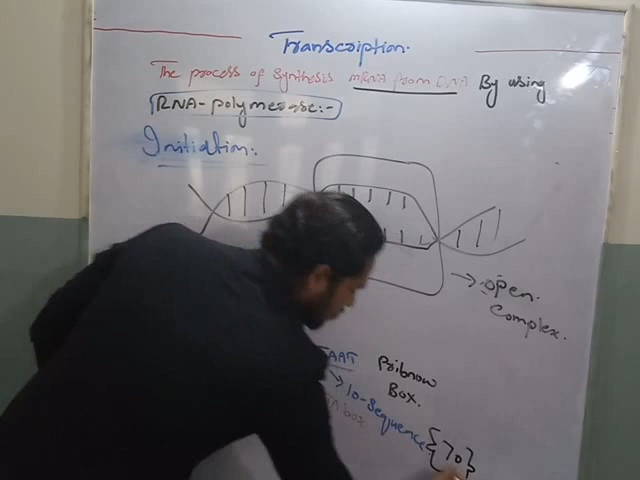 Transcription.
The process of synthesis mRNA from DNA By using
RNA-polymerase:-
Initiation:.
→ open.
Complex.
TAAT Pribnow
Box.
→ 10-Sequence
box
{70}